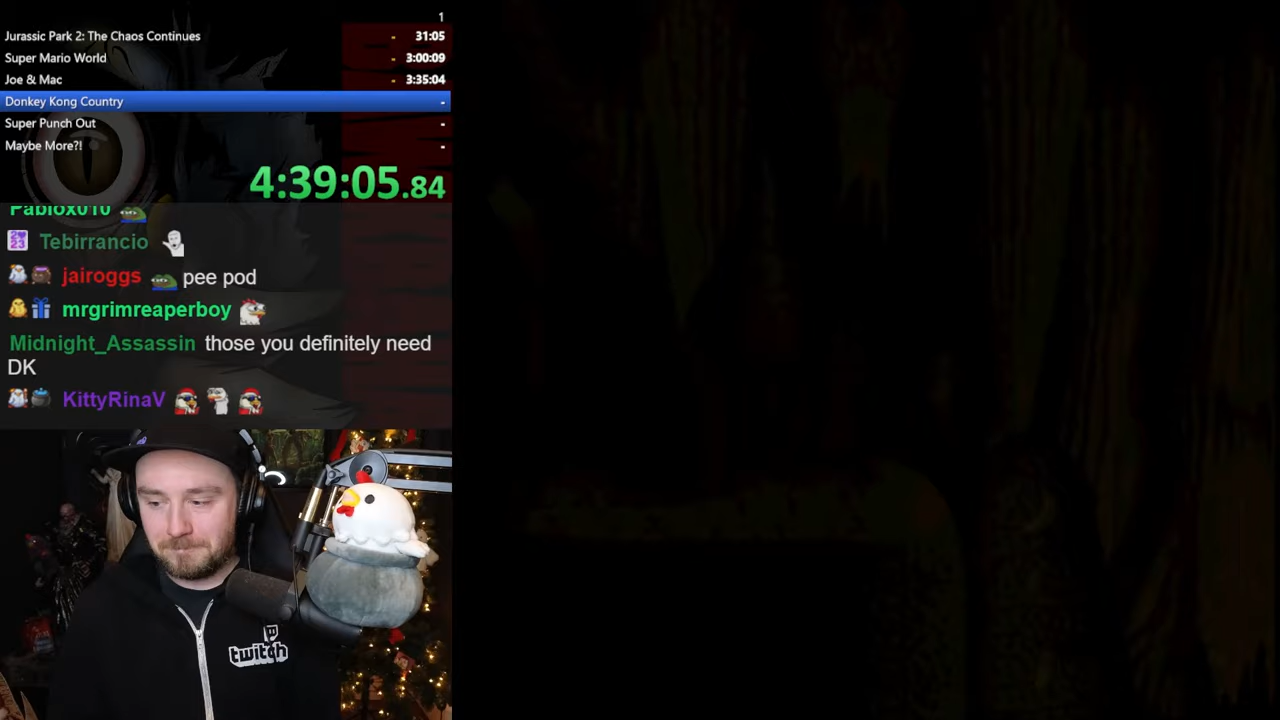 1
Jurassic Park 2: The Chaos Continues - 31:05
Super Mario World - 3:00:09
Joe & Mac - 3:35:04
Donkey Kong Country -
Super Punch Out -
Maybe More?! -
4:39:05.84
Pablox010
Tebirrancio
jairoggs pee pod
mrgrimreaperboy
Midnight_Assassin those you definitely need
DK
KittyRinaV
twitch